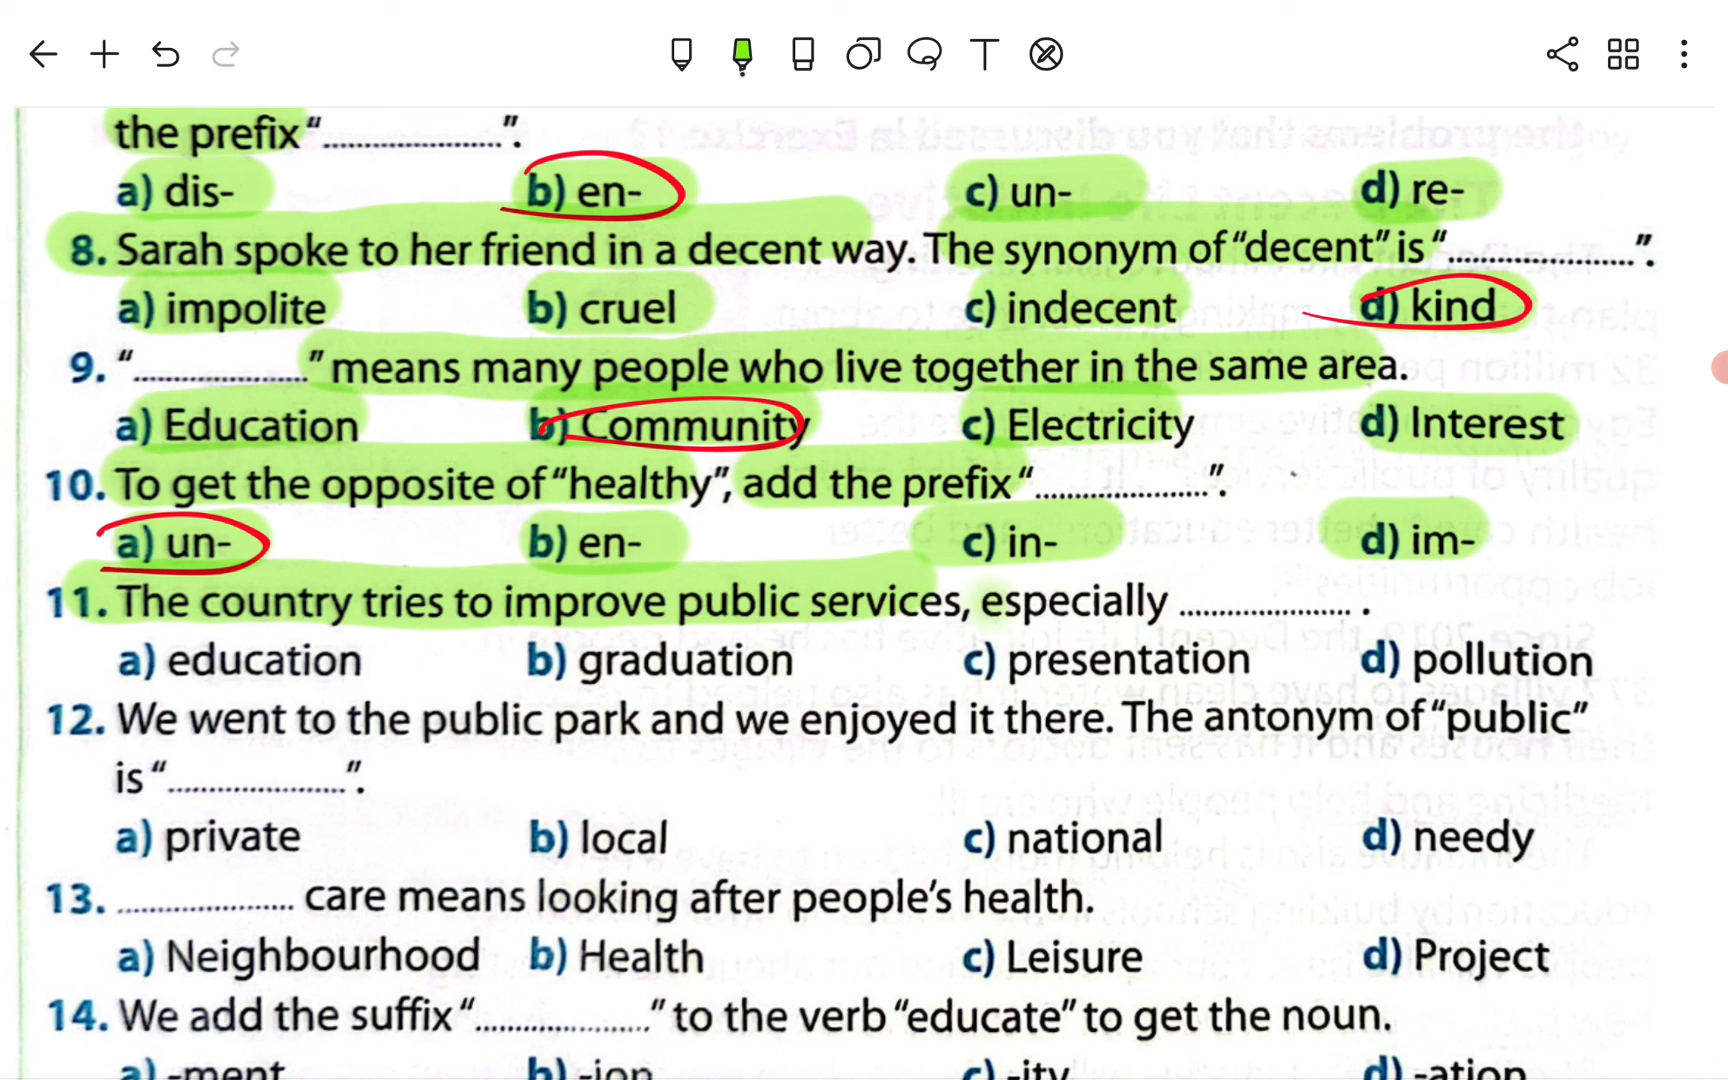 the prefix “....................”.
a) dis- b) en- c) un- d) re-
8. Sarah spoke to her friend in a decent way. The synonym of “decent” is “....................”.
a) impolite b) cruel c) indecent d) kind
9. “....................” means many people who live together in the same area.
a) Education b) Community c) Electricity d) Interest
10. To get the opposite of “healthy”, add the prefix “....................”.
a) un- b) en- c) in- d) im-
11. The country tries to improve public services, especially .................... .
a) education b) graduation c) presentation d) pollution
12. We went to the public park and we enjoyed it there. The antonym of “public”
is “....................”.
a) private b) local c) national d) needy
13. .................... care means looking after people’s health.
a) Neighbourhood b) Health c) Leisure d) Project
14. We add the suffix “....................” to the verb “educate” to get the noun.
a) -ment b) -ion c) -ity d) -ation